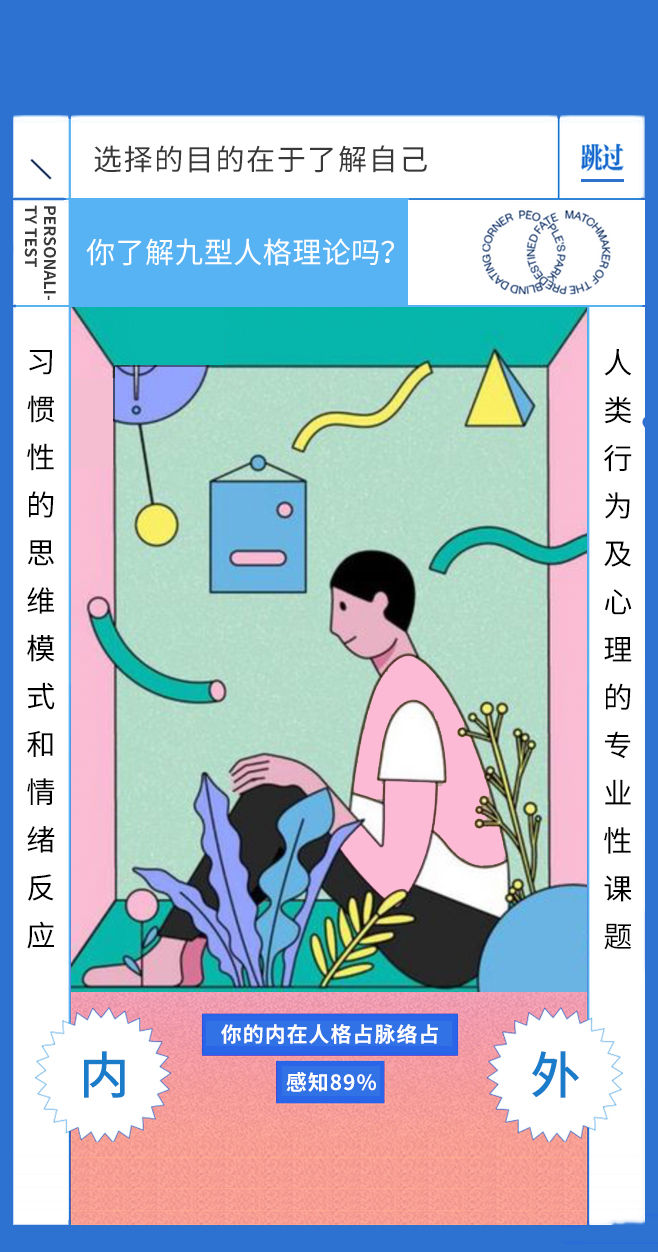 选择的目的在于了解自己
跳过
PERSONALI-
TY TEST
你了解九型人格理论吗?
BLIND DATING CORNER PEOPLE'S PARK
PREDESTINED FATE MATCHMAKER OF THE
习惯性的思维模式和情绪反应
人类行为及心理的专业性课题
你的内在人格占脉络占
感知89%
内
外